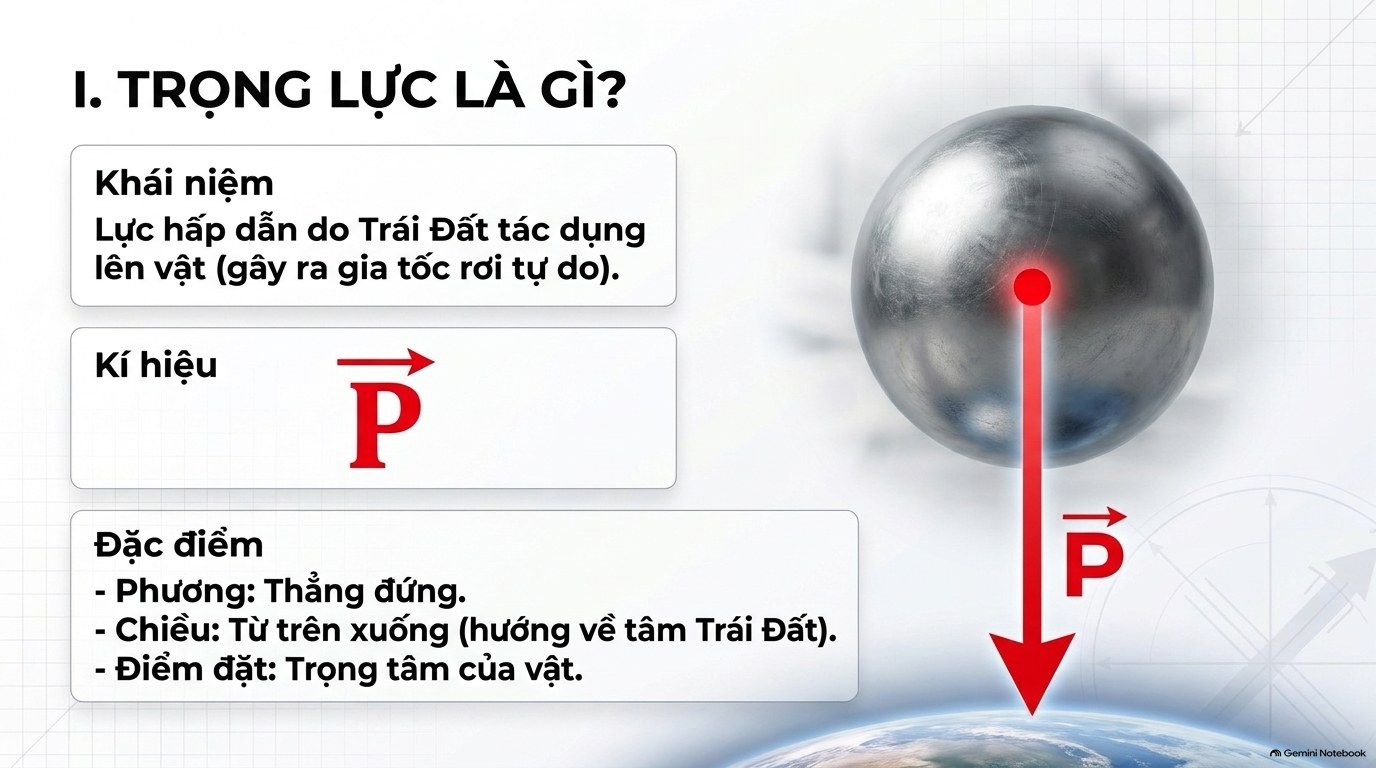 I. TRỌNG LỰC LÀ GÌ?
Khái niệm
Lực hấp dẫn do Trái Đất tác dụng
lên vật (gây ra gia tốc rơi tự do).
Kí hiệu
P
Đặc điểm
- Phương: Thẳng đứng.
- Chiều: Từ trên xuống (hướng về tâm Trái Đất).
- Điểm đặt: Trọng tâm của vật.
P
Gemini Notebook